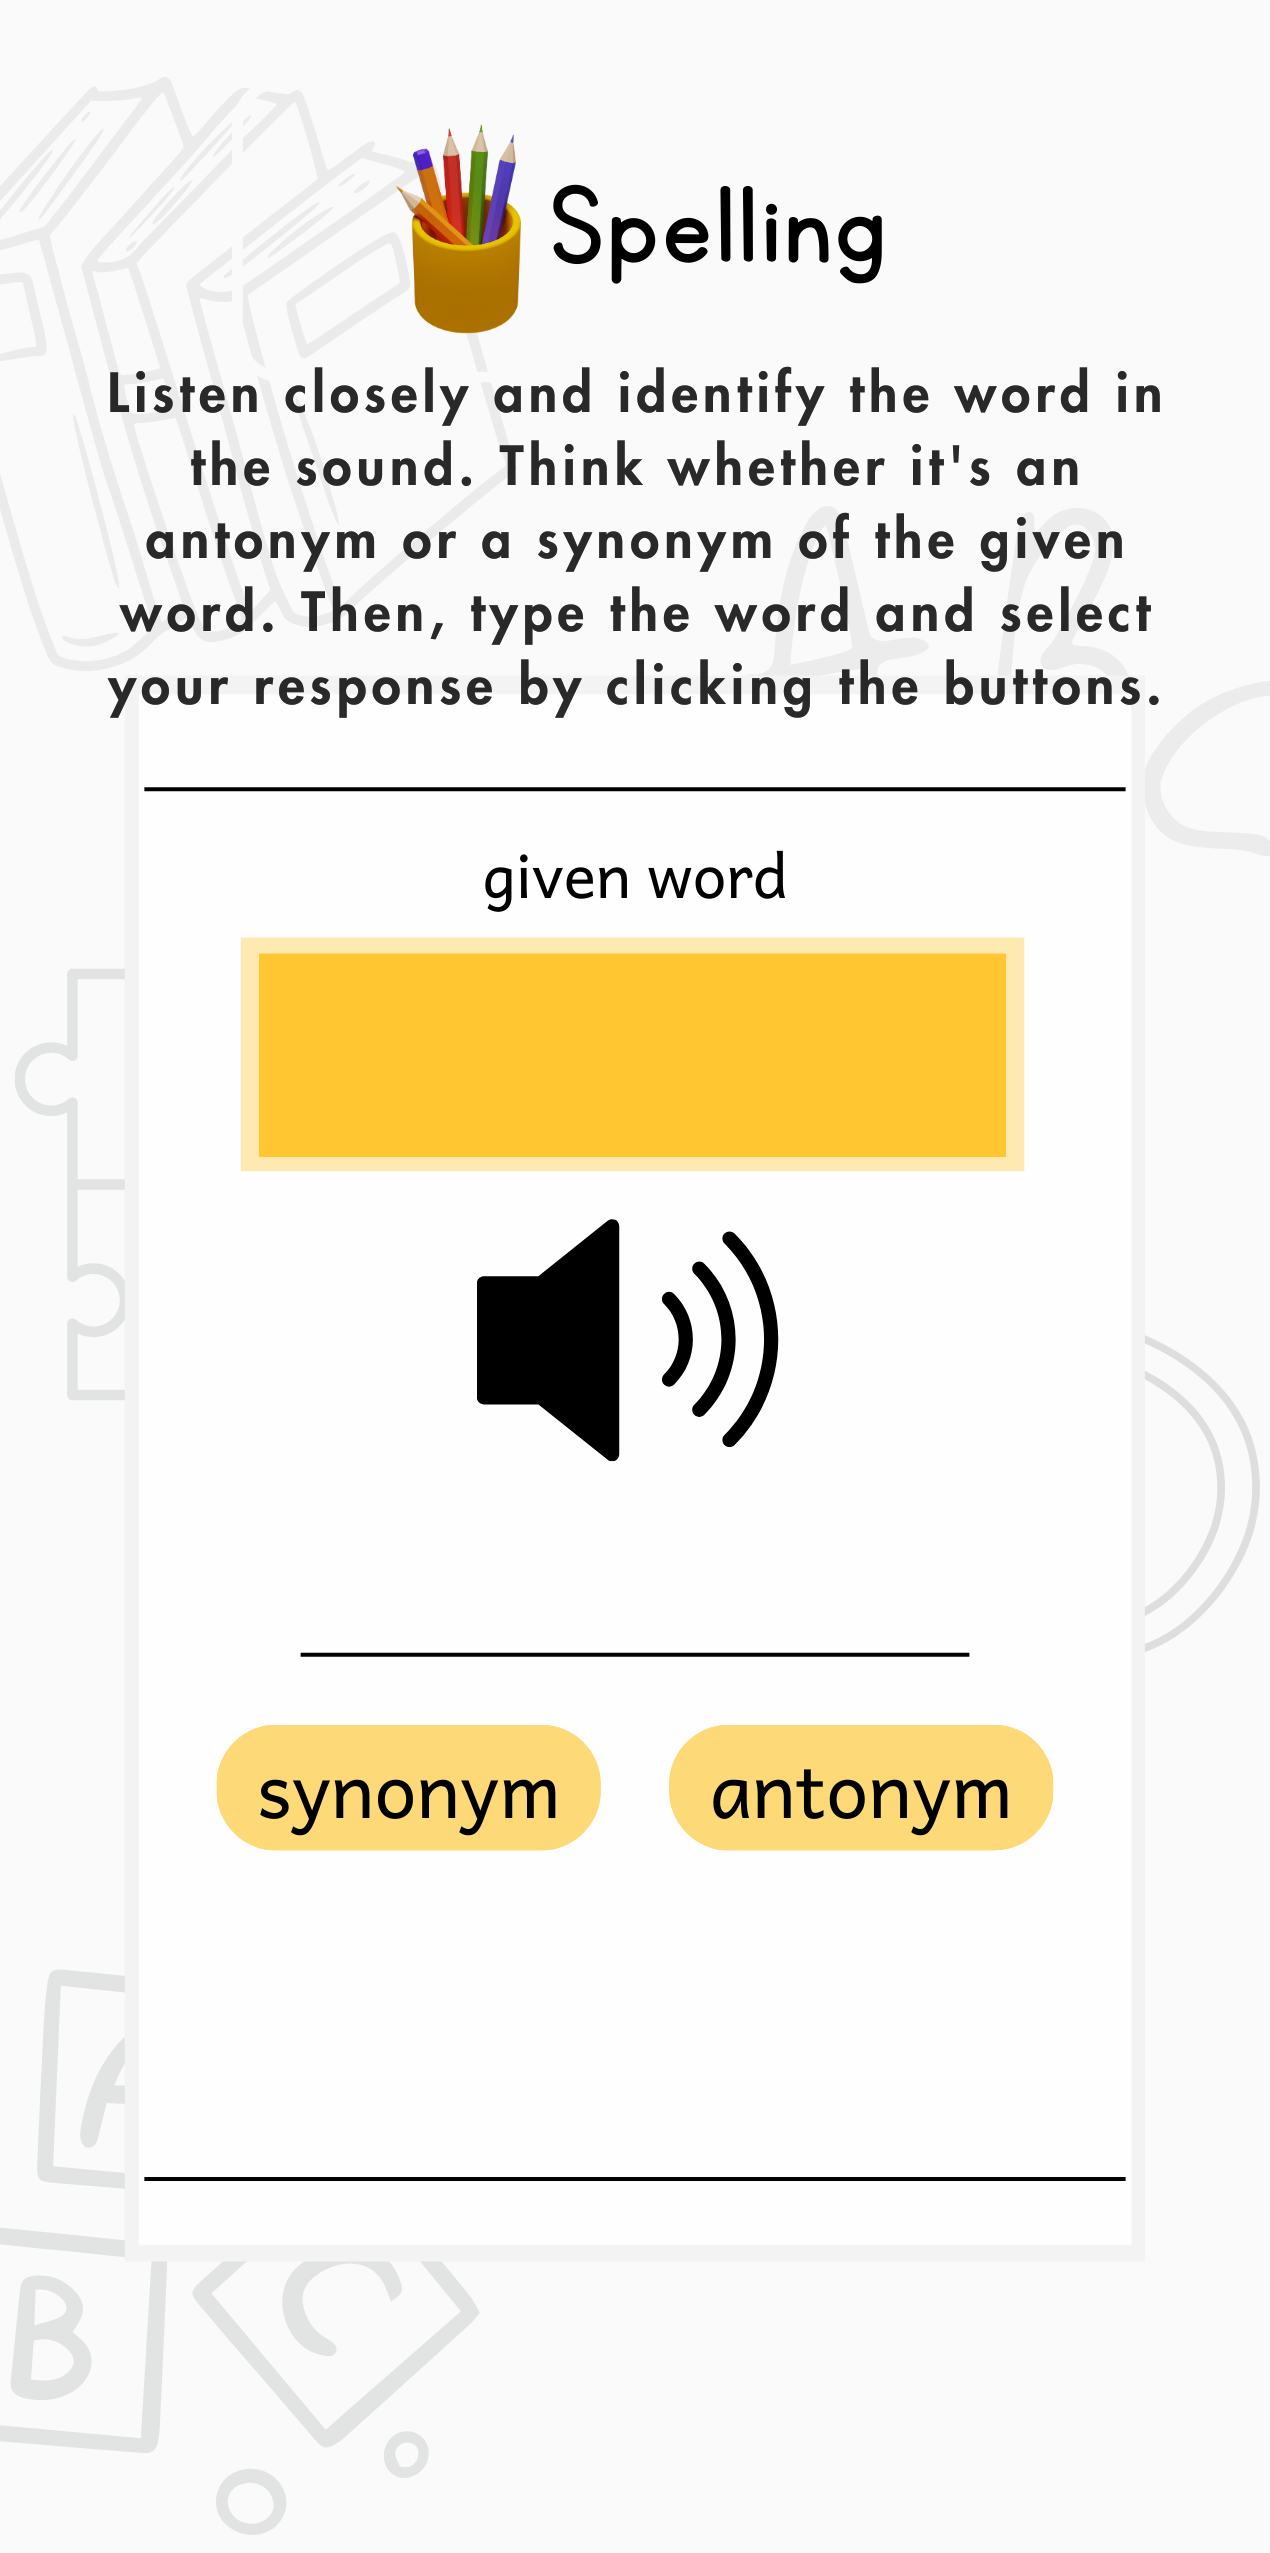 Spelling
Listen closely and identify the word in
the sound. Think whether it's an
antonym or a synonym of the given
word. Then, type the word and select
your response by clicking the buttons.
given word
synonym antonym
A B
A
B
C